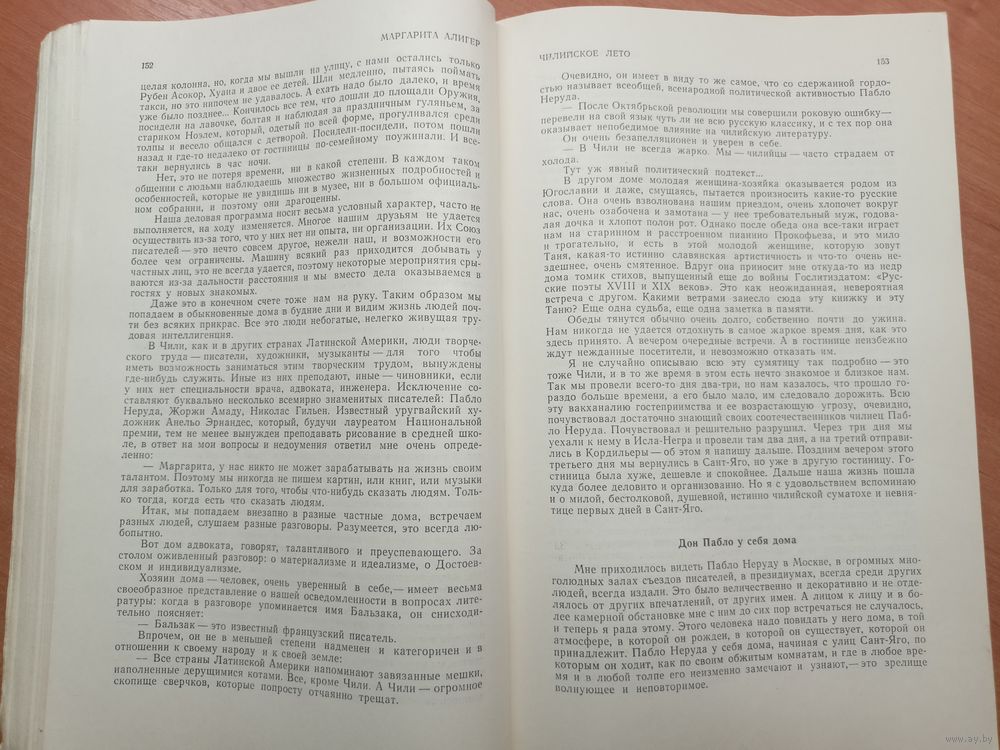 152
МАРГАРИТА АЛИГЕР
целая колонна, но, когда мы вышли на улицу, с нами остались только
Рубен Асокор, Хуана и двое ее детей. Шли медленно, пытаясь поймать
такси, но это нипочем не удавалось. А ехать надо было далеко, и время
уже было позднее... Кончилось все тем, что дошли до площади Оружия,
посидели на лавочке, болтая и наблюдая за праздничным гуляньем, за
стариком Ноэлем, который, одетый по всей форме, прогуливался среди
толпы и весело общался с детворой. Посидели-посидели, потом пошли
назад и где-то недалеко от гостиницы по-семейному поужинали. И все-
таки вернулись в час ночи.
Нет, это не потеря времени, ни в какой степени. В каждом таком
общении с людьми наблюдаешь множество жизненных подробностей и
особенностей, которые не увидишь ни в музее, ни в большом официаль-
ном собрании, и поэтому они драгоценны.
Наша деловая программа носит весьма условный характер, часто не
выполняется, на ходу изменяется. Многое нашим друзьям не удается
осуществить из-за того, что у них нет ни опыта, ни организации. Их Союз
писателей — это нечто совсем другое, нежели наш, и возможности его
более чем ограничены. Машину всякий раз приходится добывать у
частных лиц, это не всегда удается, поэтому некоторые мероприятия сры-
ваются из-за дальности расстояния и мы вместо дела оказываемся в
гостях у новых знакомых.
Даже это в конечном счете тоже нам на руку. Таким образом мы
попадаем в обыкновенные дома в будние дни и видим жизнь людей поч-
ти без всяких прикрас. Все это люди небогатые, нелегко живущая тру-
довая интеллигенция.
В Чили, как и в других странах Латинской Америки, люди творче-
ского труда — писатели, художники, музыканты — для того чтобы
иметь возможность заниматься этим творческим трудом, вынуждены
где-нибудь служить. Иные из них преподают, иные — чиновники, если
у них нет специальности врача, адвоката, инженера. Исключение со-
ставляют буквально несколько всемирно знаменитых писателей: Пабло
Неруда, Жоржи Амаду, Николас Гильен. Известный уругвайский ху-
дожник Анельо Эрнандес, который, будучи лауреатом Национальной
премии, тем не менее вынужден преподавать рисование в средней шко-
ле, в ответ на мои вопросы и недоумения ответил мне очень определен-
ленно:
— Маргарита, у нас никто не может зарабатывать на жизнь своим
талантом. Поэтому мы никогда не пишем картин, или книг, или музыки
для заработка. Только для того, чтобы что-нибудь сказать людям. Толь-
ко тогда, когда есть что сказать людям.
Итак, мы попадаем внезапно в разные частные дома, встречаем
разных людей, слушаем разные разговоры. Разумеется, это всегда лю-
бопытно.
Вот дом адвоката, говорят, талантливого и преуспевающего. За
столом оживленный разговор: о материализме и идеализме, о Достоев-
ском и индивидуализме.
Хозяин дома — человек, очень уверенный в себе,— имеет весьма
своеобразное представление о нашей осведомленности в вопросах лите-
ратуры: когда в разговоре упоминается имя Бальзака, он снисходи-
тельно поясняет:
— Бальзак — это известный французский писатель.
Впрочем, он не в меньшей степени надменен и категоричен и в
отношении к своему народу и к своей земле:
— Все страны Латинской Америки напоминают завязанные мешки,
наполненные дерущимися котами. Все, кроме Чили. А Чили — огромное
скопище сверчков, которые попросту отчаянно трещат.
ЧИЛИЙСКОЕ ЛЕТО
153
Очевидно, он имеет в виду то же самое, что со сдержанной гордо-
стью называет всеобщей, всенародной политической активностью Пабло
Неруда.
— После Октябрьской революции мы совершили роковую ошибку—
перевели на свой язык чуть ли не всю русскую классику, и с тех пор она
оказывает непобедимое влияние на чилийскую литературу.
Он очень безапелляционен и уверен в себе.
— В Чили не всегда жарко. Мы — чилийцы — часто страдаем от
холода.
Тут уж явный политический подтекст...
В другом доме молодая женщина-хозяйка оказывается родом из
Югославии и даже, смущаясь, пытается произносить какие-то русские
слова. Она очень взволнована нашим приездом, очень хлопочет вокруг
нас, очень озабочена и замотана — у нее требовательный муж, годова-
лая дочка и хлопот полон рот. Однако после обеда она все-таки играет
нам на старинном и расстроенном пианино Прокофьева, и это мило
и трогательно, и есть в этой молодой женщине, которую зовут
Таня, какая-то истинно славянская артистичность и что-то очень не-
здешнее, очень смятенное. Вдруг она приносит мне откуда-то из недр
дома томик стихов, выпущенный еще до войны Гослитиздатом: «Рус-
ские поэты XVIII и XIX веков». Это как неожиданная, невероятная
встреча с другом. Какими ветрами занесло сюда эту книжку и эту
Таню? Еще одна судьба, еще одна заметка в памяти.
Обеды тянутся обычно очень долго, собственно почти до ужина.
Нам никогда не удается отдохнуть в самое жаркое время дня, как это
здесь принято. А вечером очередные встречи. А в гостинице неизбежно
ждут нежданные посетители, и невозможно отказать им.
Я не случайно описываю всю эту сумятицу так подробно — это
тоже Чили, и в то же время в этом есть нечто знакомое и близкое нам.
Так мы провели всего-то дня два-три, но нам казалось, что прошло го-
раздо больше времени, а его было мало, им следовало дорожить. Всю
эту вакханалию гостеприимства и ее возрастающую угрозу, очевидно,
почувствовал достаточно знающий своих соотечественников чилиец Паб-
ло Неруда. Почувствовал и решительно разрушил. Через три дня мы
уехали к нему в Исла-Негра и провели там два дня, а на третий отправи-
лись в Кордильеры — об этом я напишу дальше. Поздним вечером этого
третьего дня мы вернулись в Сант-Яго, но уже в другую гостиницу. Го-
стиница была хуже, дешевле и спокойнее. Дальше наша жизнь пошла
куда более деловито и организованно. Но я с удовольствием вспоминаю
и о милой, бестолковой, душевной, истинно чилийской суматохе и невня-
тице первых дней в Сант-Яго.
Дон Пабло у себя дома
Мне приходилось видеть Пабло Неруду в Москве, в огромных мно-
голюдных залах съездов писателей, в президиумах, всегда среди других
людей, всегда издали. Это было величественно и декоративно и не отде-
лялось от других впечатлений, от других имен. А лицом к лицу и в бо-
лее камерной обстановке мне с ним до сих пор встречаться не случалось,
и теперь я рада этому. Этого человека надо повидать у него дома, в той
атмосфере, в которой он рожден, в которой он существует, которой он
принадлежит. Пабло Неруда у себя дома, начиная с улиц Сант-Яго, по
которым он ходит, как по своим обжитым комнатам, и где в любое вре-
мя и в любой толпе его неизменно замечают и узнают,— это зрелище
волнующее и неповторимое.
www.ay.by